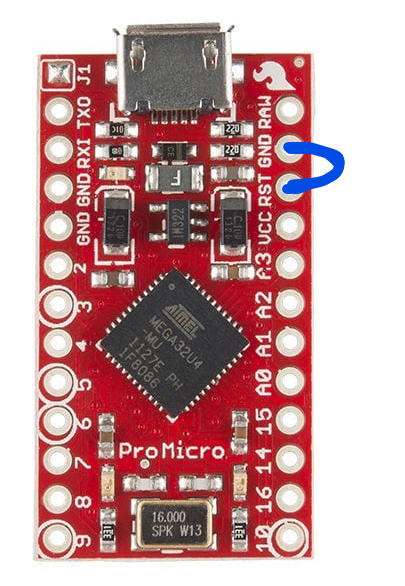 J1
TXO
RXI
GND
GND
2
3
4
5
6
7
8
9
RAW
GND
RST
VCC
A3
A2
A1
A0
15
14
16
10
220
220
F
ATMEL
MEGA32U4
-MU
1127E PH
1F8086
ProMicro
16.000
SPK W13